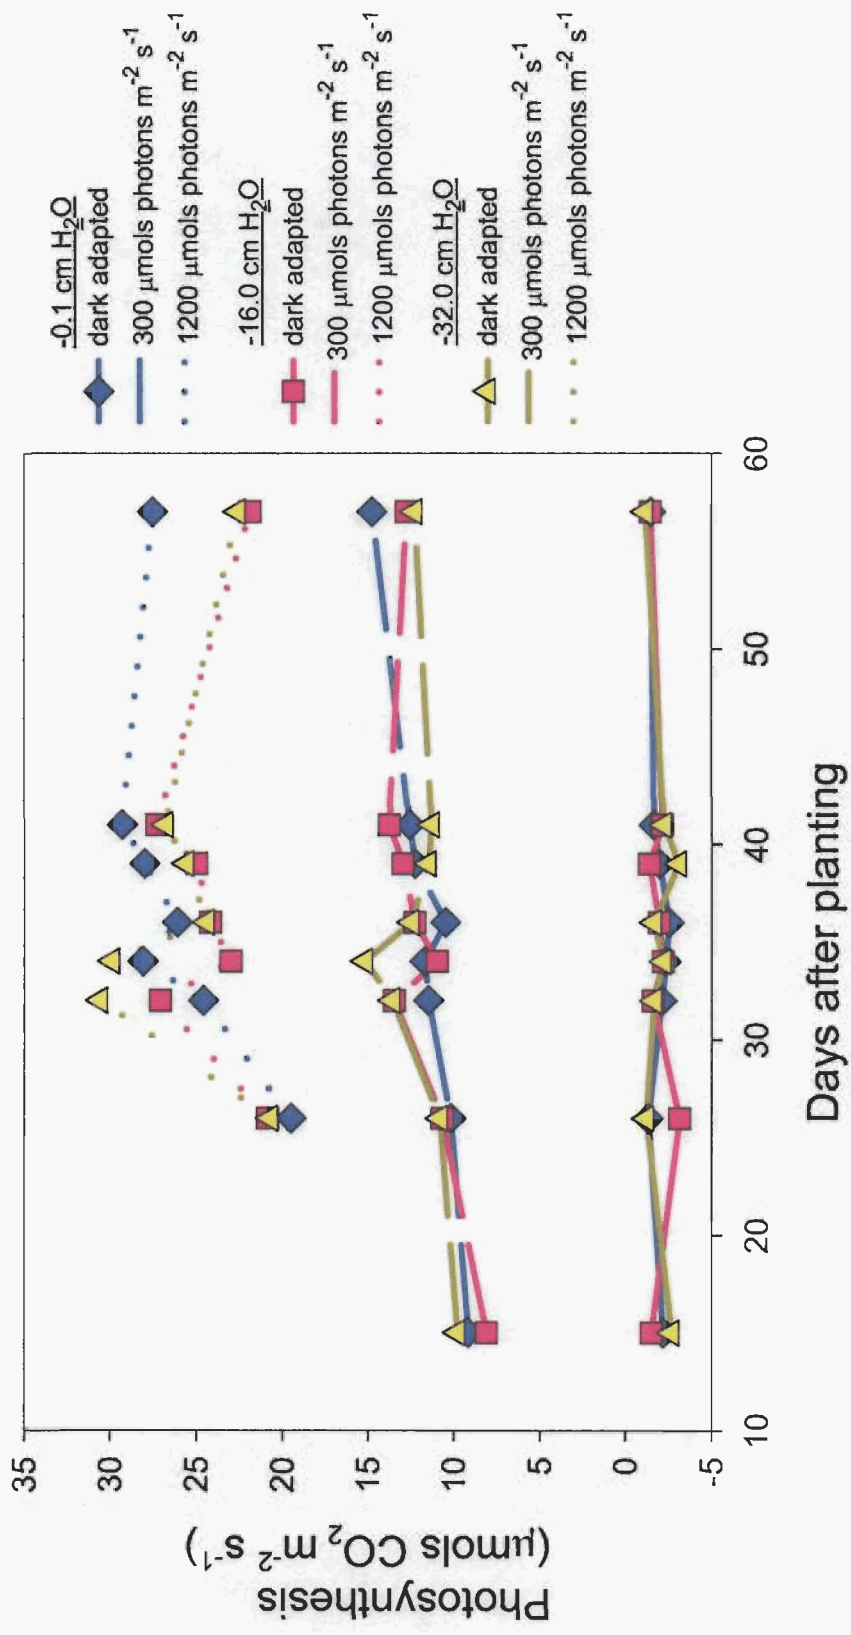 Photosynthesis
(μmols CO₂ m⁻² s⁻¹)
35
30
25
20
15
10
5
0
-5
10
20
30
40
50
60
Days after planting
-0.1 cm H₂O
dark adapted
300 μmols photons m⁻² s⁻¹
1200 μmols photons m⁻² s⁻¹
-16.0 cm H₂O
dark adapted
300 μmols photons m⁻² s⁻¹
1200 μmols photons m⁻² s⁻¹
-32.0 cm H₂O
dark adapted
300 μmols photons m⁻² s⁻¹
1200 μmols photons m⁻² s⁻¹